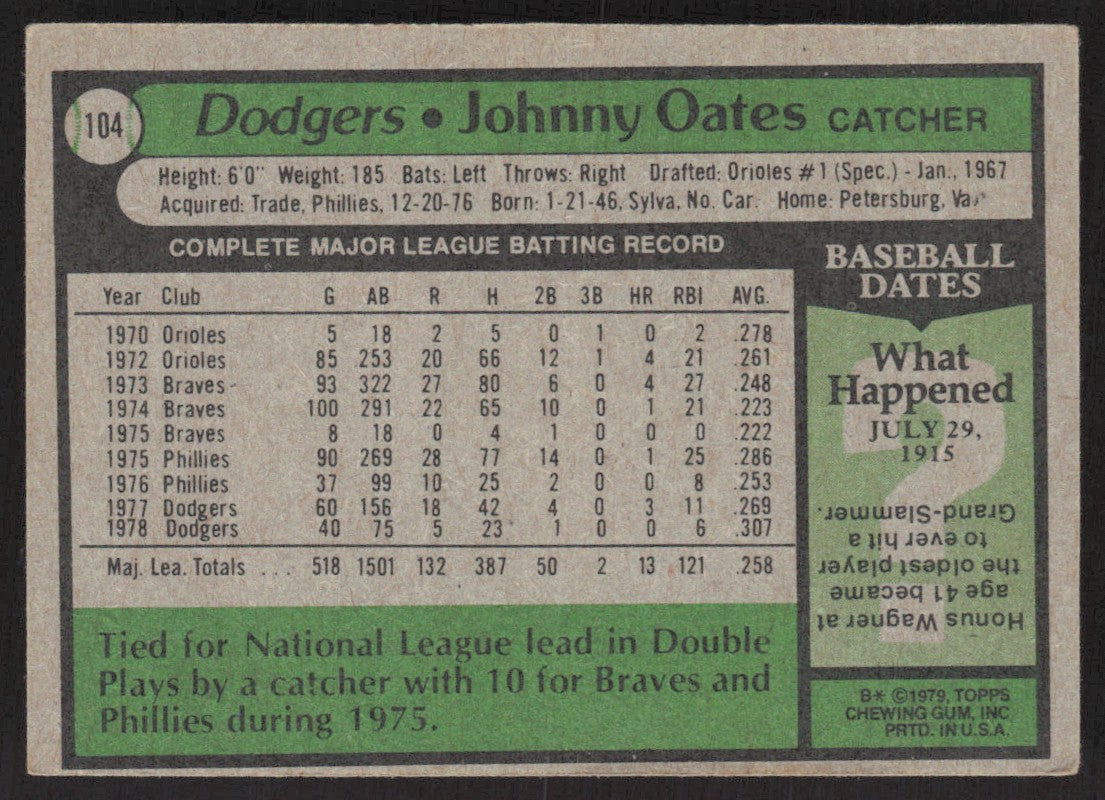 104
Dodgers • Johnny Oates CATCHER
Height: 6'0" Weight: 185 Bats: Left Throws: Right Drafted: Orioles #1 (Spec.) - Jan., 1967
Acquired: Trade, Phillies, 12-20-76 Born: 1-21-46, Sylva, No. Car. Home: Petersburg, Va.
COMPLETE MAJOR LEAGUE BATTING RECORD
Year Club G AB R H 2B 3B HR RBI AVG.
1970 Orioles 5 18 2 5 0 1 0 2 .278
1972 Orioles 85 253 20 66 12 1 4 21 .261
1973 Braves 93 322 27 80 6 0 4 27 .248
1974 Braves 100 291 22 65 10 0 1 21 .223
1975 Braves 8 18 0 4 1 0 0 0 .222
1975 Phillies 90 269 28 77 14 0 1 25 .286
1976 Phillies 37 99 10 25 2 0 0 8 .253
1977 Dodgers 60 156 18 42 4 0 3 11 .269
1978 Dodgers 40 75 5 23 1 0 0 6 .307
Maj. Lea. Totals ... 518 1501 132 387 50 2 13 121 .258
Tied for National League lead in Double
Plays by a catcher with 10 for Braves and
Phillies during 1975.
BASEBALL
DATES
?
What
Happened
JULY 29,
1915
Honus Wagner at
age 41 became
the oldest player
to ever hit a
Grand-Slammer.
B* ©1979, TOPPS
CHEWING GUM, INC
PRTD. IN U.S.A.